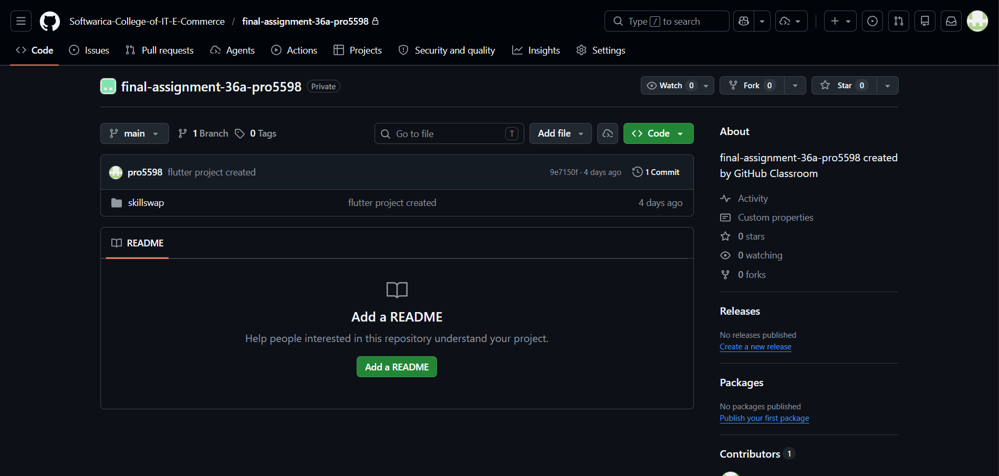 Softwarica-College-of-IT-E-Commerce / final-assignment-36a-pro5598
Type / to search
Code Issues Pull requests Agents Actions Projects Security and quality Insights Settings
final-assignment-36a-pro5598 Private
Watch 0 Fork 0 Star 0
main 1 Branch 0 Tags Go to file T Add file Code
pro5598 flutter project created 9e7150f · 4 days ago 1 Commit
skillswap flutter project created 4 days ago
README
Add a README
Help people interested in this repository understand your project.
Add a README
About
final-assignment-36a-pro5598 created
by GitHub Classroom
Activity
Custom properties
0 stars
0 watching
0 forks
Releases
No releases published
Create a new release
Packages
No packages published
Publish your first package
Contributors 1